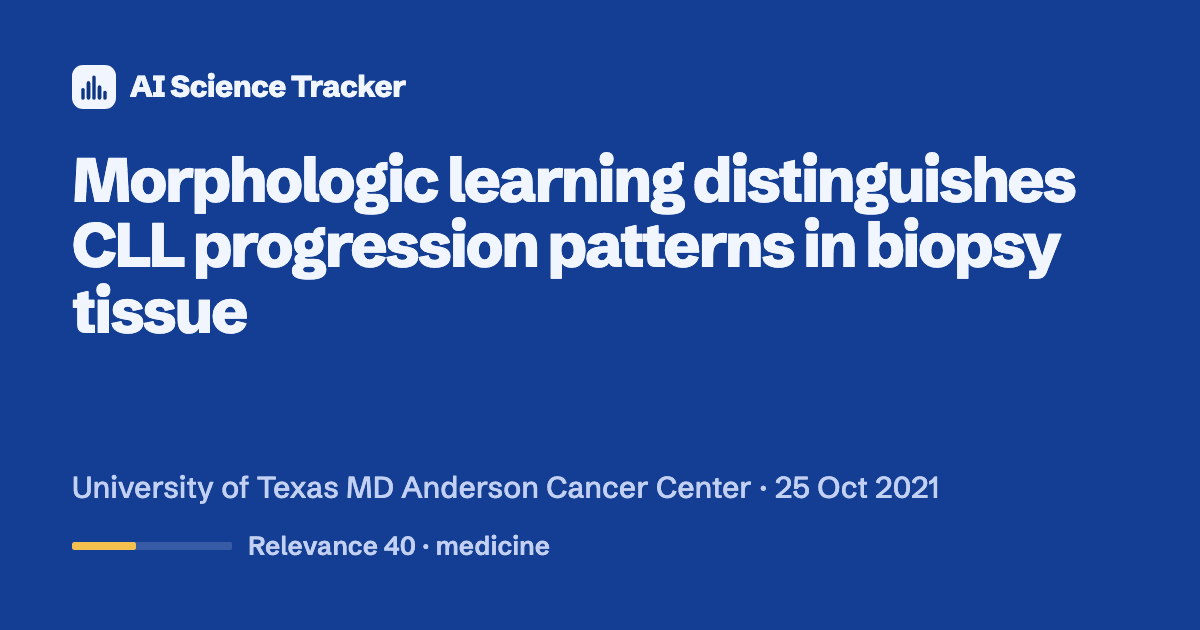 AI Science Tracker
Morphologic learning distinguishes
CLL progression patterns in biopsy
tissue
University of Texas MD Anderson Cancer Center · 25 Oct 2021
Relevance 40 · medicine